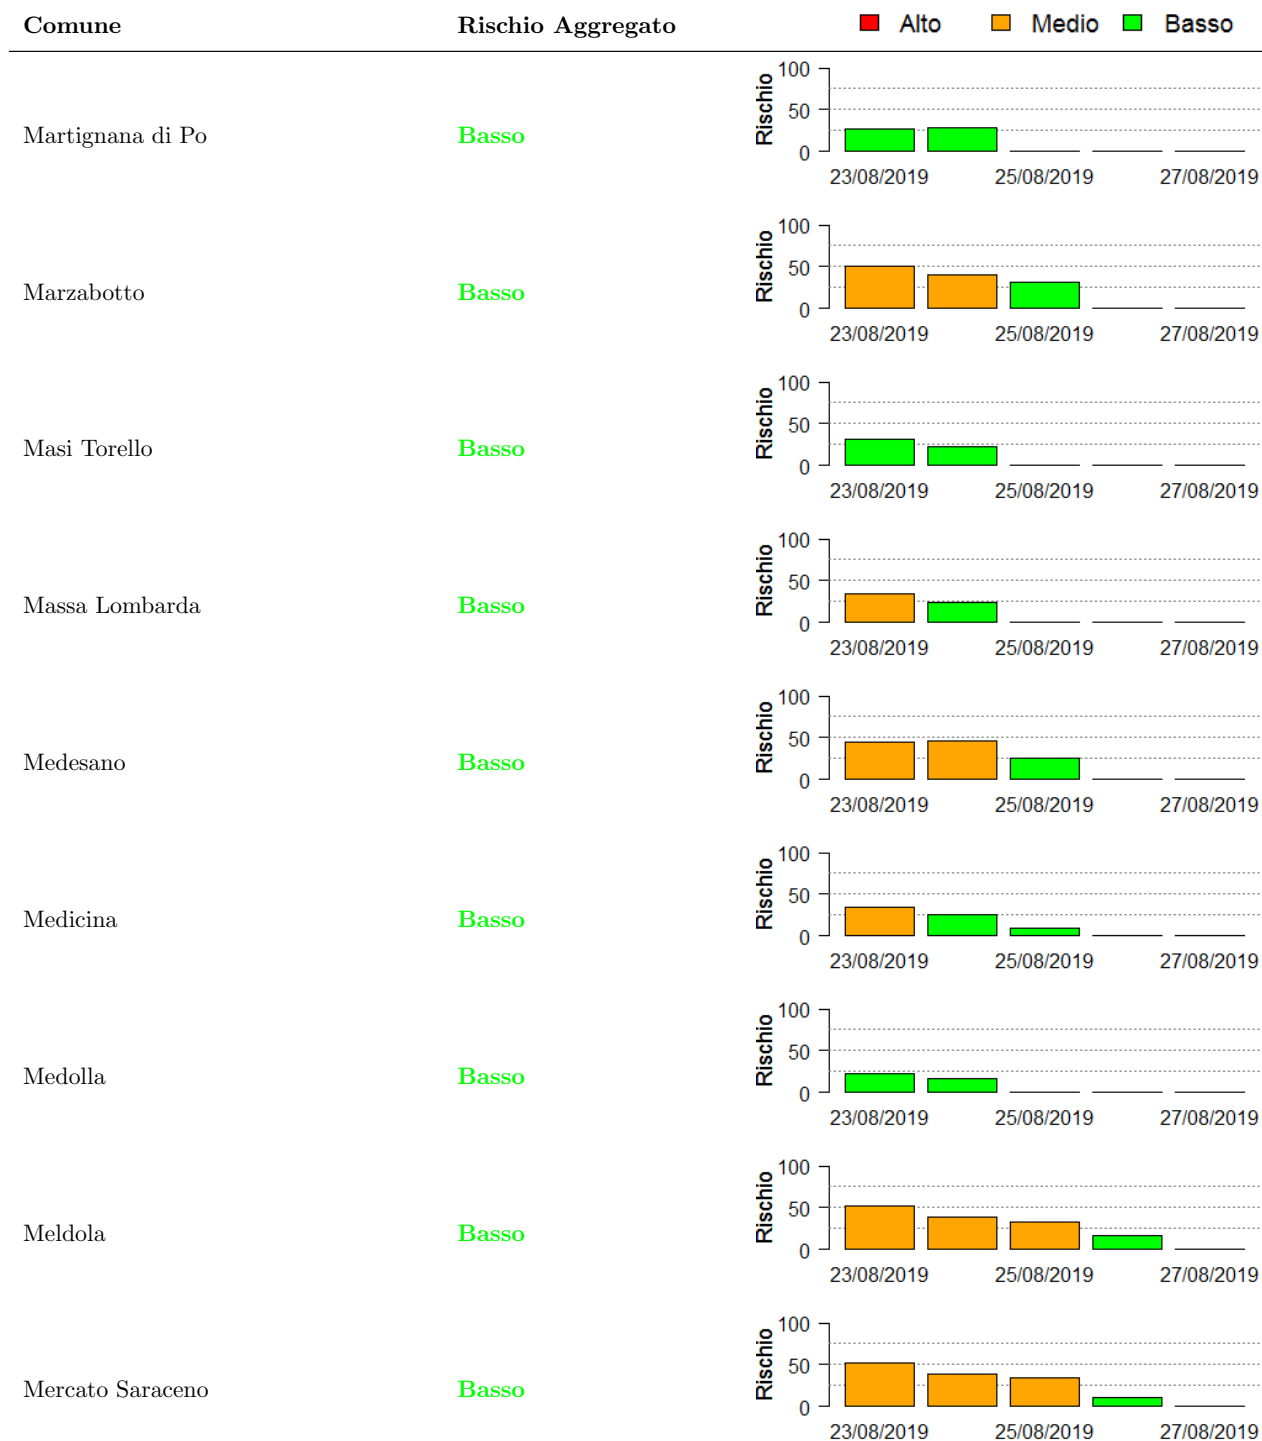 Comune Rischio Aggregato Alto Medio Basso
Martignana di Po Basso Rischio 100 50 0
23/08/2019 25/08/2019 27/08/2019
Marzabotto Basso Rischio 100 50 0
23/08/2019 25/08/2019 27/08/2019
Masi Torello Basso Rischio 100 50 0
23/08/2019 25/08/2019 27/08/2019
Massa Lombarda Basso Rischio 100 50 0
23/08/2019 25/08/2019 27/08/2019
Medesano Basso Rischio 100 50 0
23/08/2019 25/08/2019 27/08/2019
Medicina Basso Rischio 100 50 0
23/08/2019 25/08/2019 27/08/2019
Medolla Basso Rischio 100 50 0
23/08/2019 25/08/2019 27/08/2019
Meldola Basso Rischio 100 50 0
23/08/2019 25/08/2019 27/08/2019
Mercato Saraceno Basso Rischio 100 50 0
23/08/2019 25/08/2019 27/08/2019